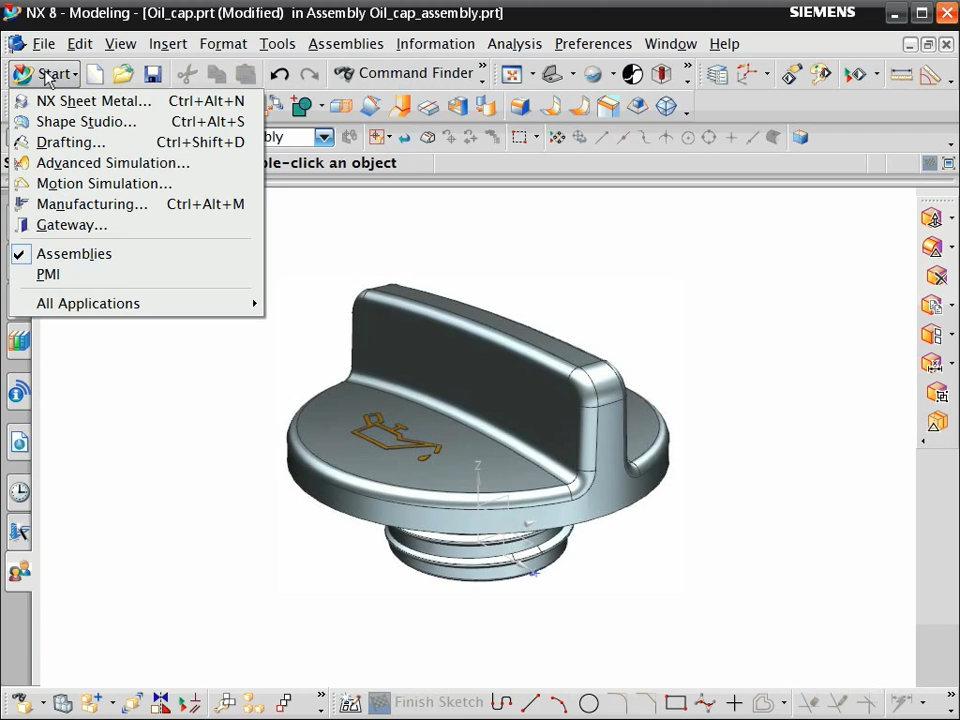 NX 8 - Modeling - [Oil_cap.prt (Modified) in Assembly Oil_cap_assembly.prt]
SIEMENS
File Edit View Insert Format Tools Assemblies Information Analysis Preferences Window Help
Start Command Finder
NX Sheet Metal... Ctrl+Alt+N
Shape Studio... Ctrl+Alt+S
Drafting... Ctrl+Shift+D
bly
Advanced Simulation...
ple-click an object
Motion Simulation...
Manufacturing... Ctrl+Alt+M
Gateway...
Assemblies
PMI
All Applications
Z
Finish Sketch